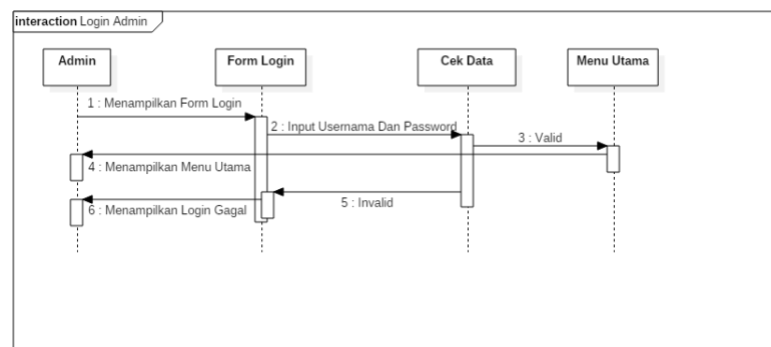 interaction Login Admin
Admin
Form Login
Cek Data
Menu Utama
1 : Menampilkan Form Login
2 : Input Usernama Dan Password
3 : Valid
4 : Menampilkan Menu Utama
5 : Invalid
6 : Menampilkan Login Gagal